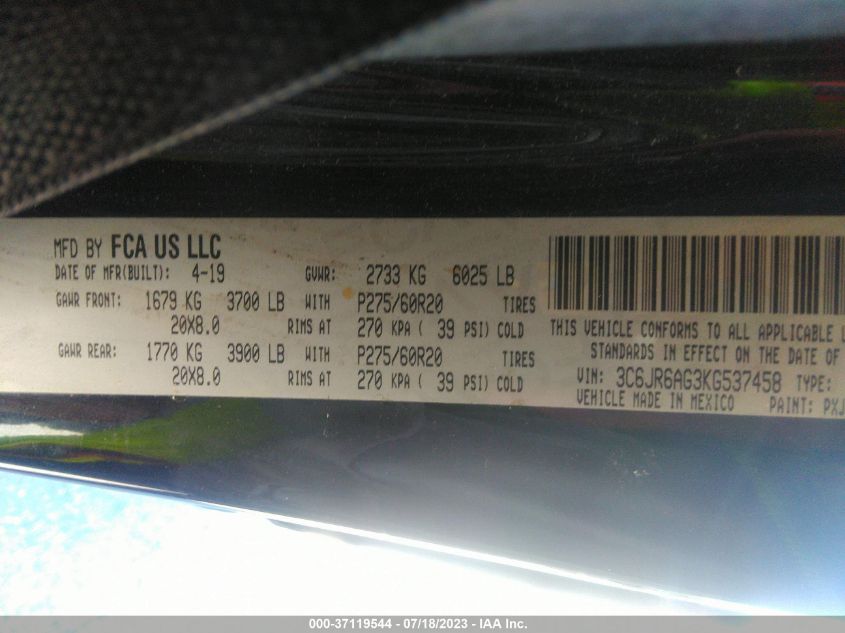 MFD BY FCA US LLC
DATE OF MFR(BUILT): 4-19 GVWR: 2733 KG 6025 LB
GAWR FRONT: 1679 KG 3700 LB WITH P275/60R20 TIRES
20X8.0 RIMS AT 270 KPA ( 39 PSI) COLD
GAWR REAR: 1770 KG 3900 LB WITH P275/60R20 TIRES
20X8.0 RIMS AT 270 KPA ( 39 PSI) COLD
THIS VEHICLE CONFORMS TO ALL APPLICABLE
STANDARDS IN EFFECT ON THE DATE OF
VIN: 3C6JR6AG3KG537458 TYPE:
VEHICLE MADE IN MEXICO PAINT: PXJ
000-37119544 - 07/18/2023 - IAA Inc.